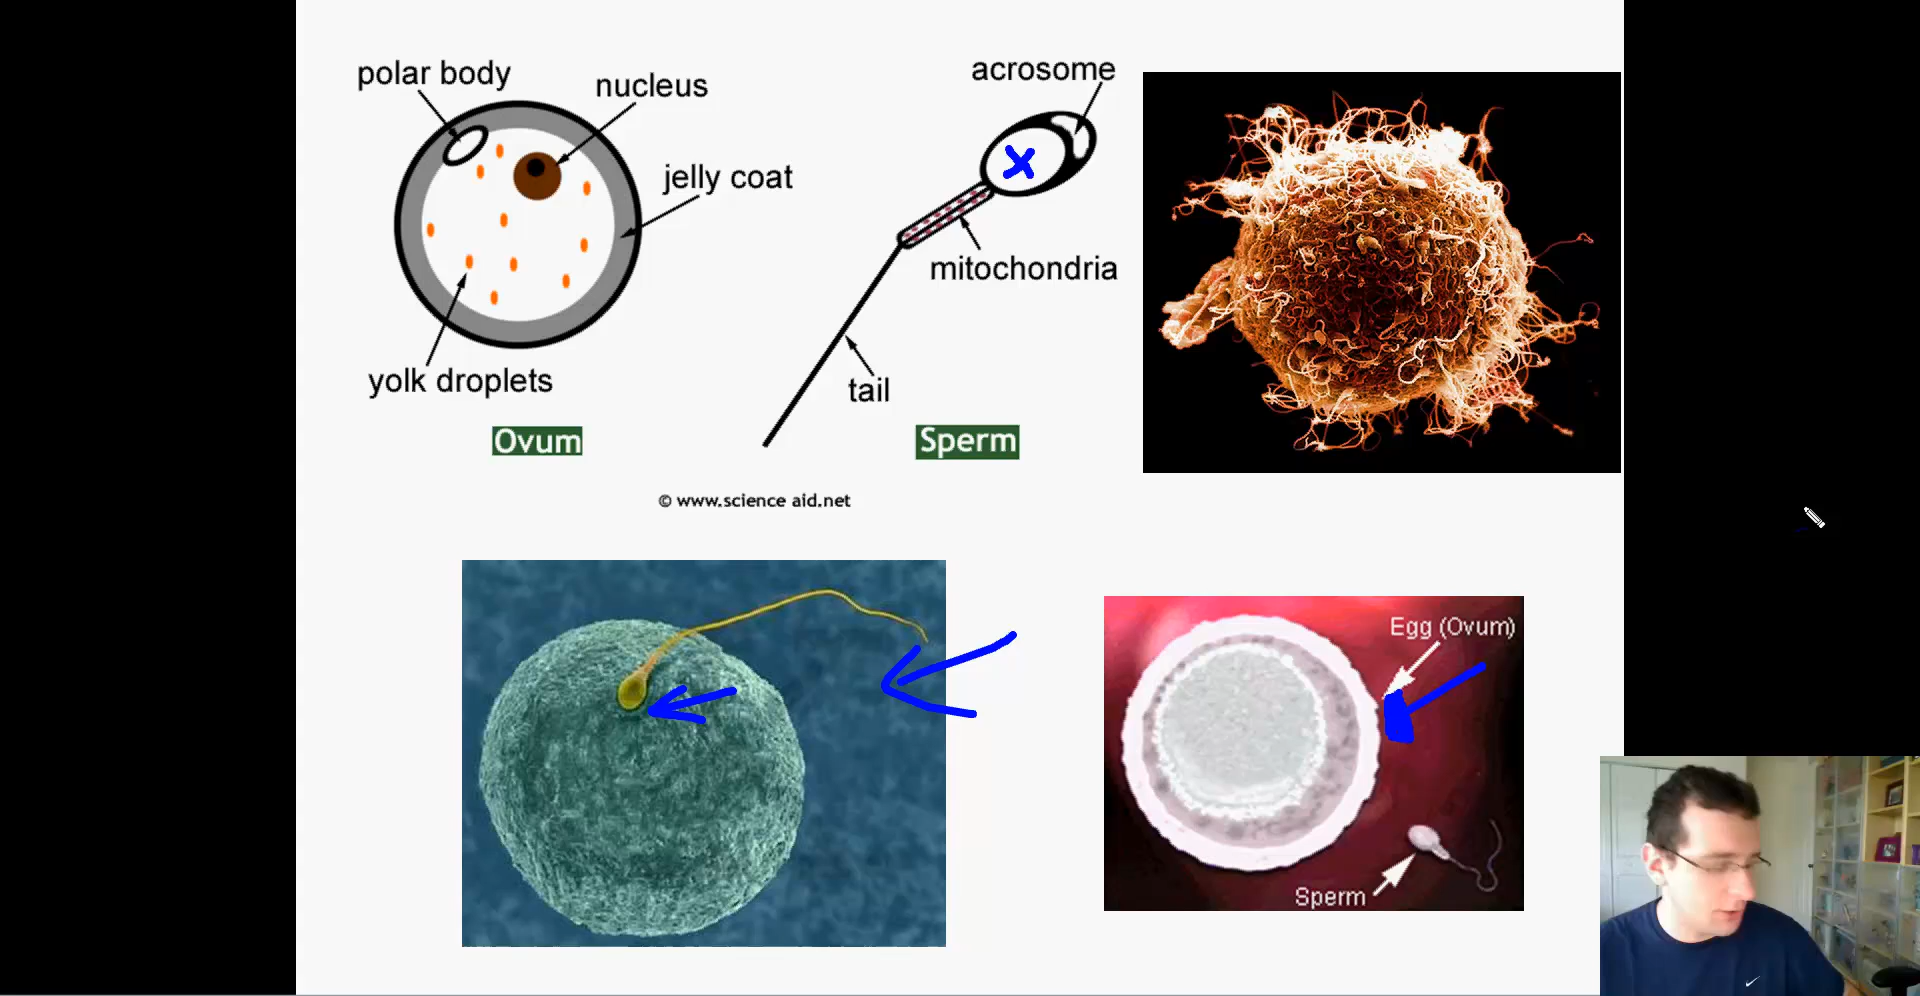 polar body
nucleus
jelly coat
yolk droplets
Ovum
acrosome
X
mitochondria
tail
Sperm
© www.science aid.net
Egg (Ovum)
Sperm